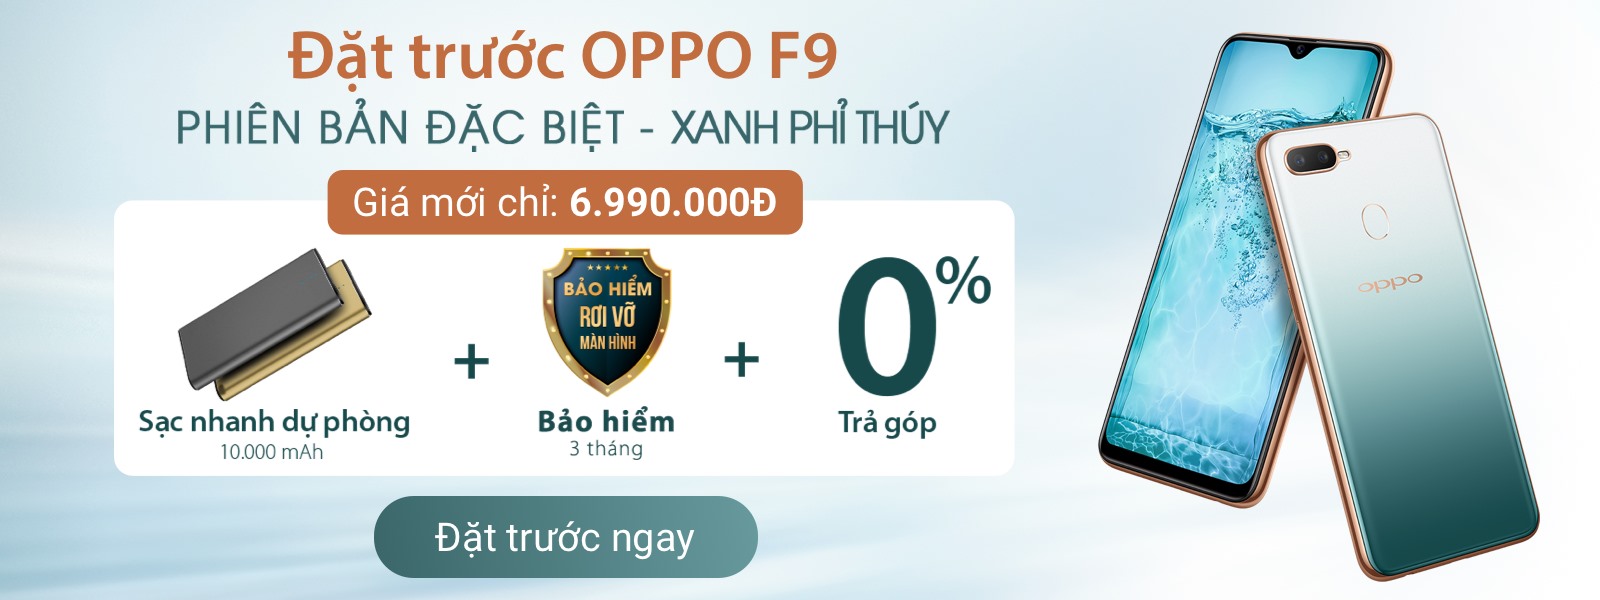 Đặt trước OPPO F9
PHIÊN BẢN ĐẶC BIỆT - XANH PHỈ THÚY
Giá mới chỉ: 6.990.000Đ
★★★★★
BẢO HIỂM
RƠI VỠ
MÀN HÌNH
+
+
0%
Sạc nhanh dự phòng
10.000 mAh
Bảo hiểm
3 tháng
Trả góp
Đặt trước ngay
oppo